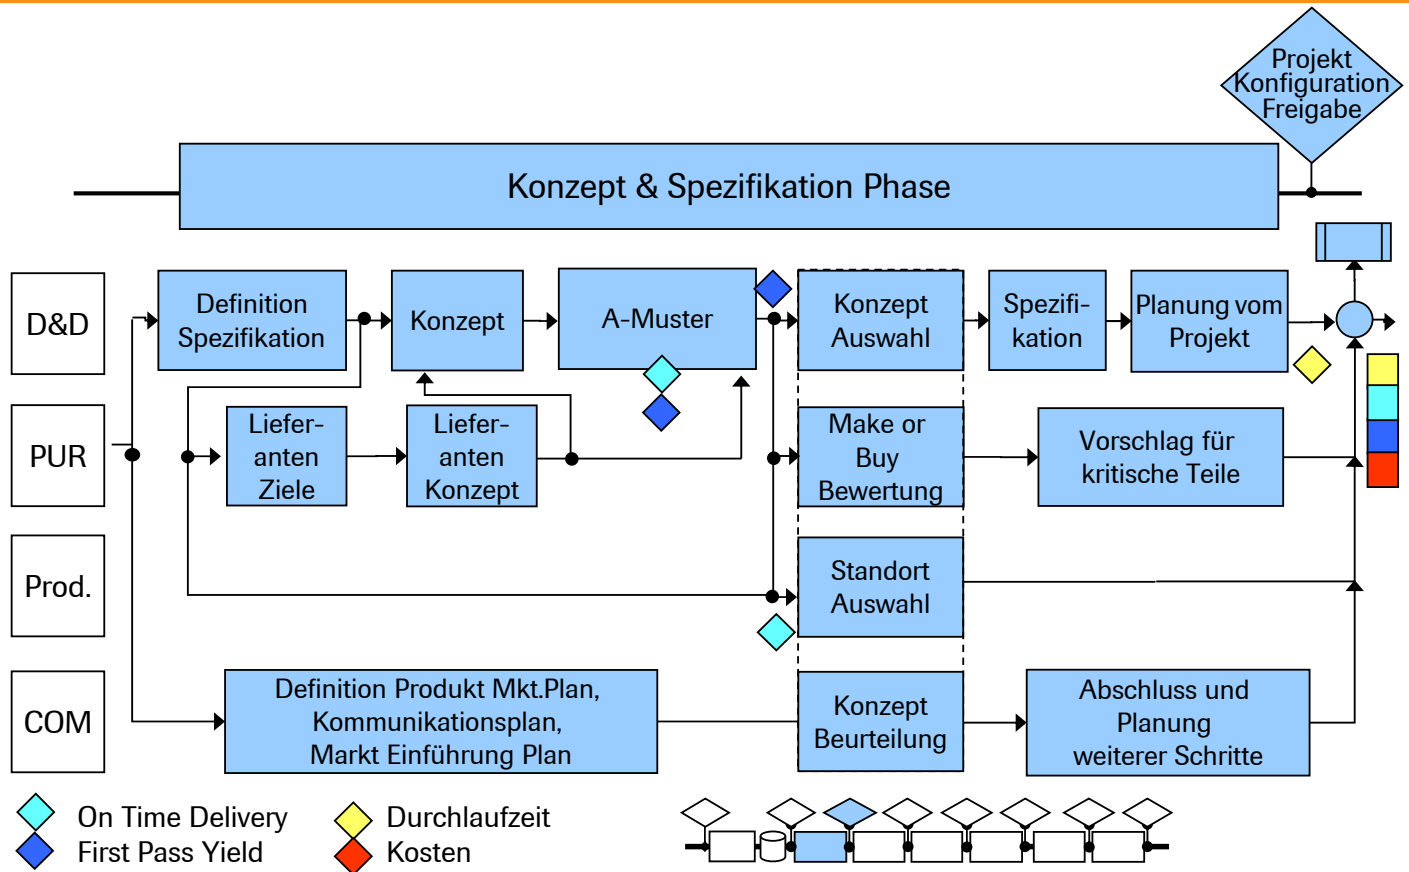 Projekt
Konfiguration
Freigabe
Konzept & Spezifikation Phase
D&D
Definition
Spezifikation
Konzept
A-Muster
Konzept
Auswahl
Spezifi-
kation
Planung vom
Projekt
PUR
Liefer-
anten
Ziele
Liefer-
anten
Konzept
Make or
Buy
Bewertung
Vorschlag für
kritische Teile
Prod.
Standort
Auswahl
COM
Definition Produkt Mkt.Plan,
Kommunikationsplan,
Markt Einführung Plan
Konzept
Beurteilung
Abschluss und
Planung
weiterer Schritte
On Time Delivery
First Pass Yield
Durchlaufzeit
Kosten